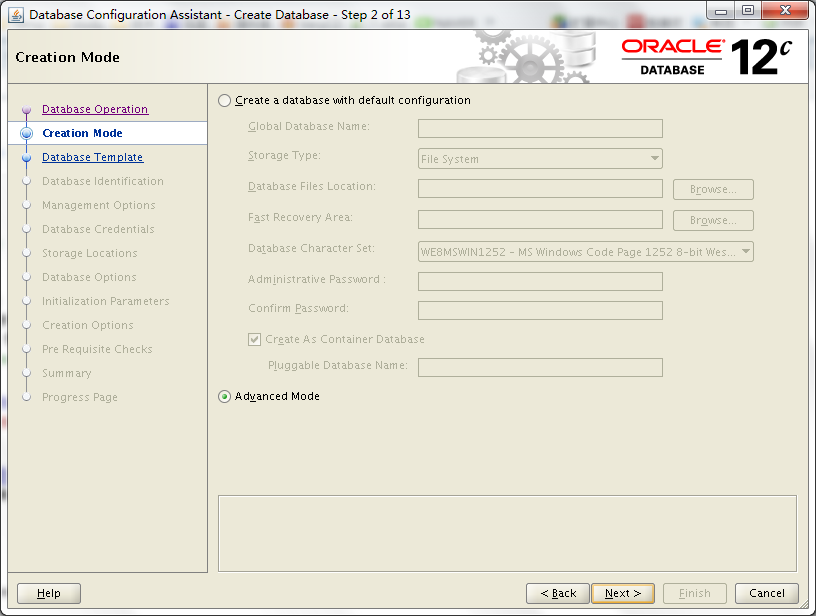 Database Configuration Assistant - Create Database - Step 2 of 13
Creation Mode
ORACLE
DATABASE
12c
Database Operation
Creation Mode
Database Template
Database Identification
Management Options
Database Credentials
Storage Locations
Database Options
Initialization Parameters
Creation Options
Pre Requisite Checks
Summary
Progress Page
Create a database with default configuration
Global Database Name:
Storage Type: File System
Database Files Location: Browse...
Fast Recovery Area: Browse...
Database Character Set: WE8MSWIN1252 - MS Windows Code Page 1252 8-bit Wes...
Administrative Password :
Confirm Password:
Create As Container Database
Pluggable Database Name:
Advanced Mode
Help < Back Next > Finish Cancel